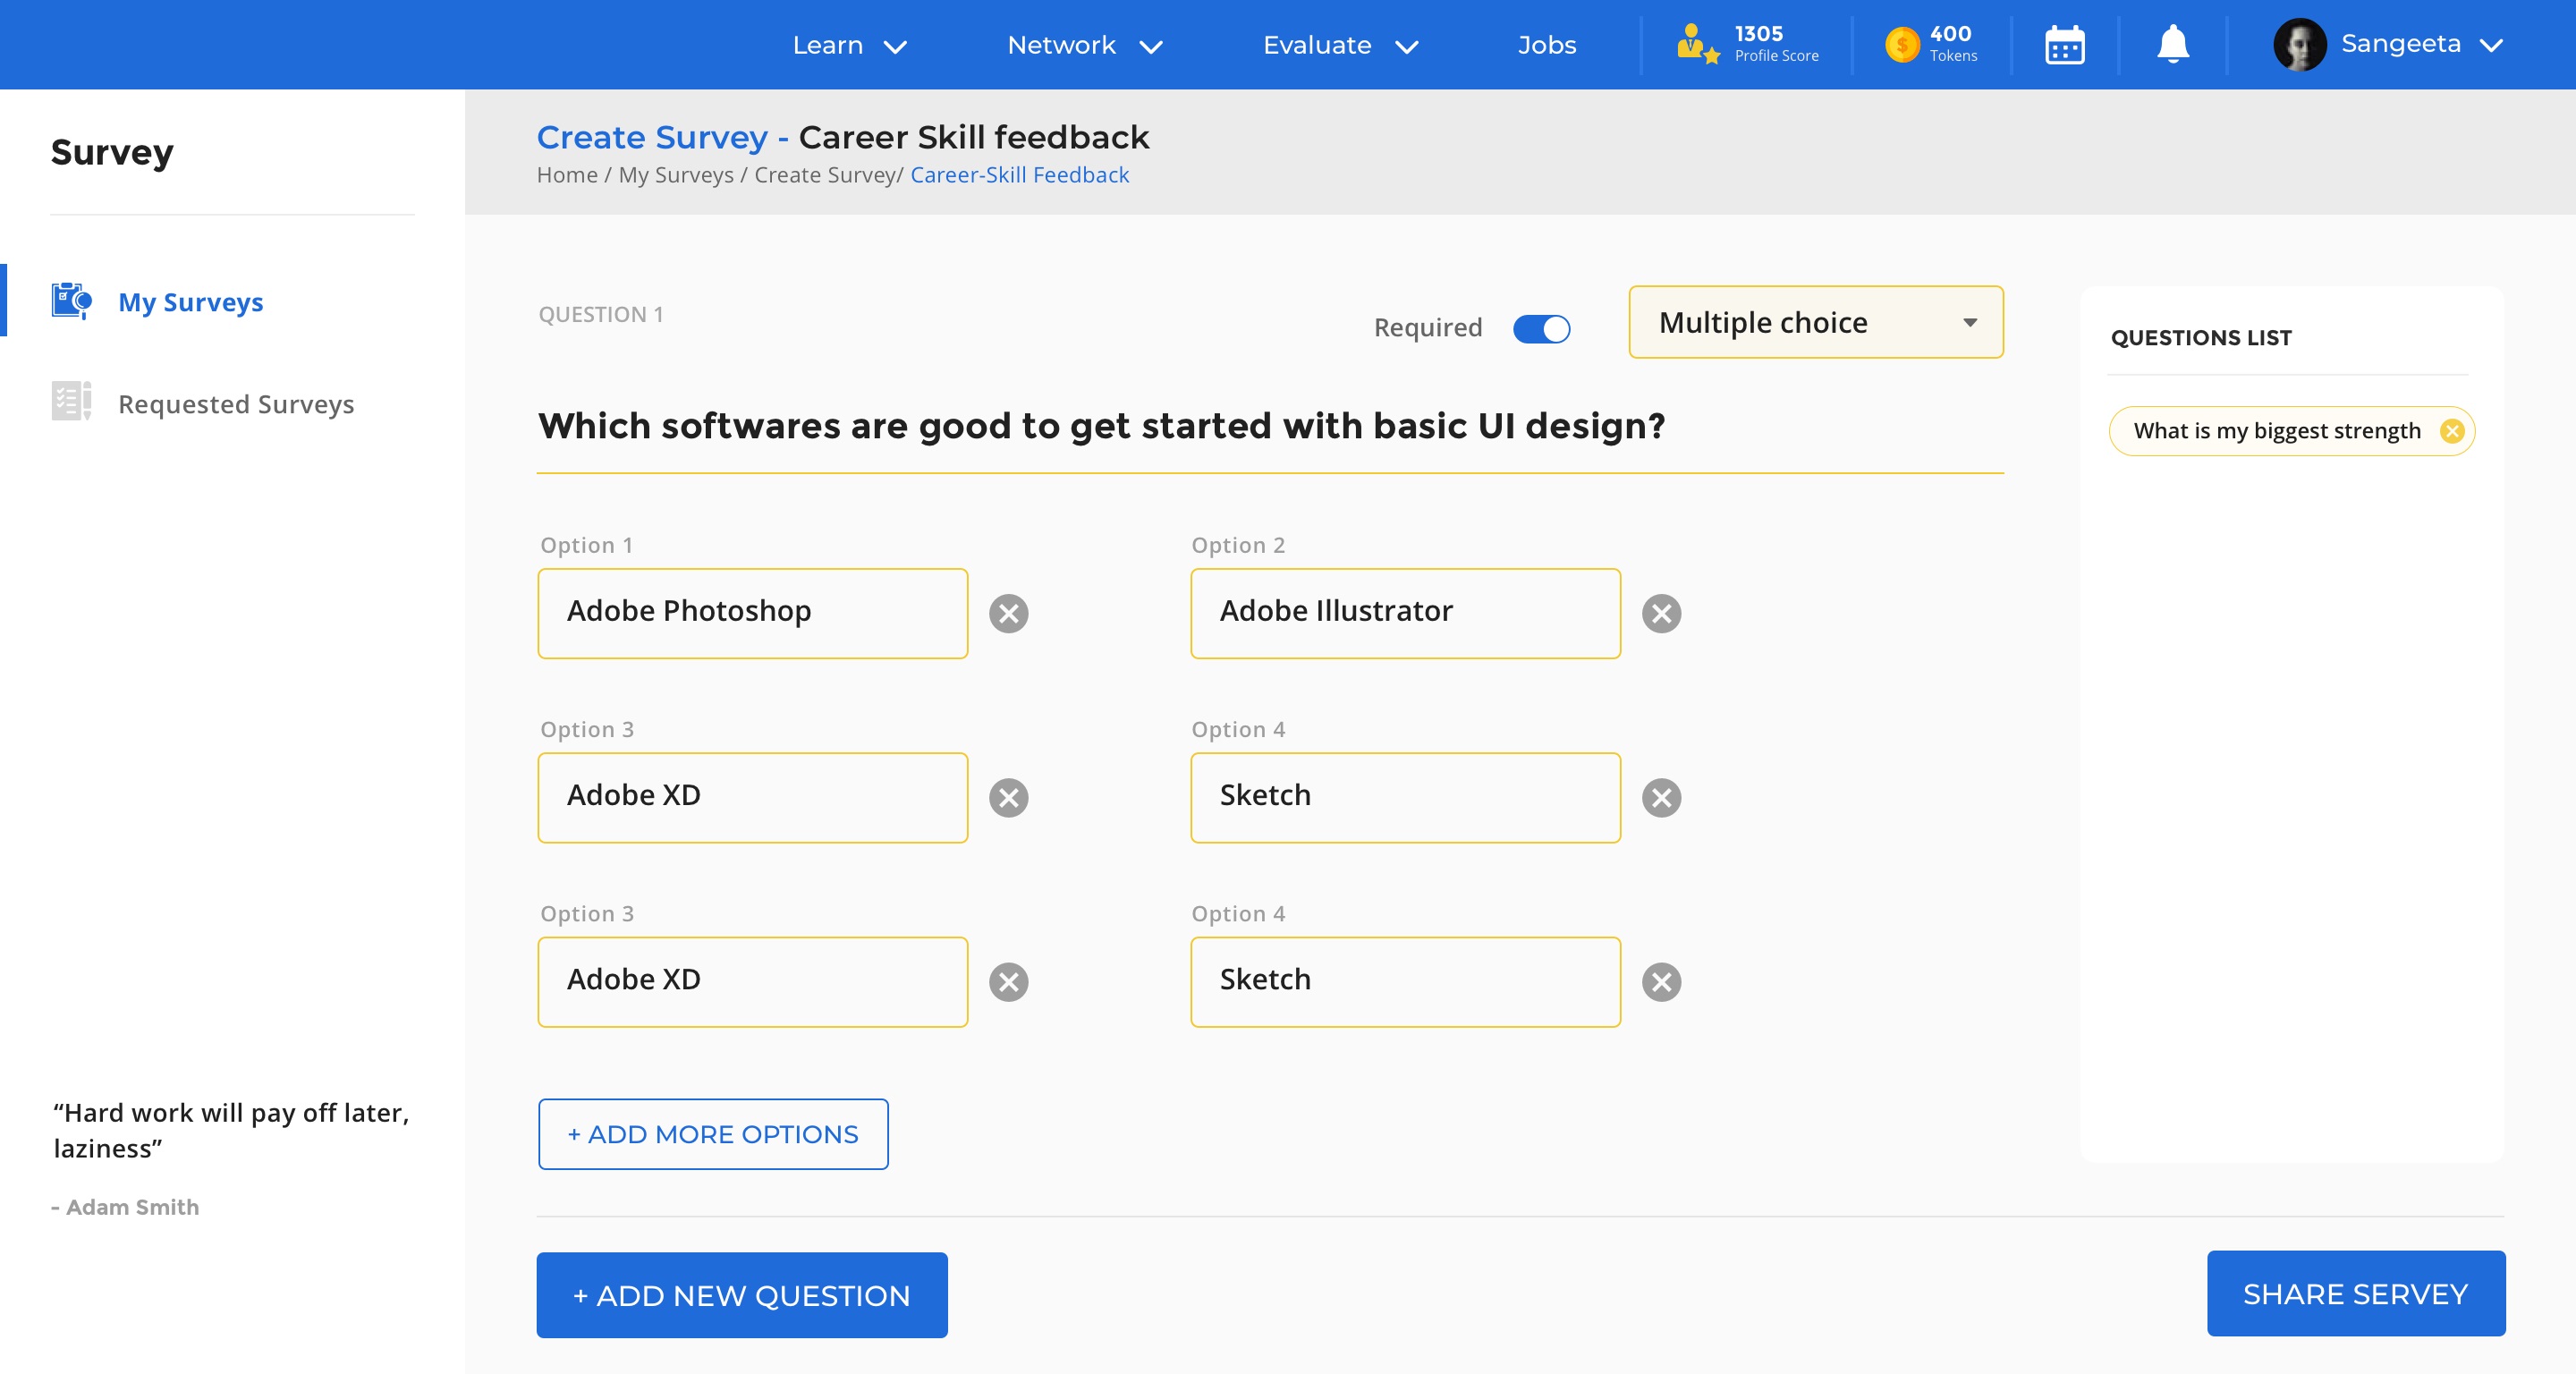 Learn
Network
Evaluate
Jobs
1305
Profile Score
400
Tokens
Sangeeta
Survey
My Surveys
Requested Surveys
“Hard work will pay off later,
laziness”
- Adam Smith
Create Survey - Career Skill feedback
Home / My Surveys / Create Survey/ Career-Skill Feedback
QUESTION 1
Required
Multiple choice
Which softwares are good to get started with basic UI design?
Option 1
Adobe Photoshop
Option 2
Adobe Illustrator
Option 3
Adobe XD
Option 4
Sketch
Option 3
Adobe XD
Option 4
Sketch
+ ADD MORE OPTIONS
QUESTIONS LIST
What is my biggest strength
+ ADD NEW QUESTION
SHARE SERVEY